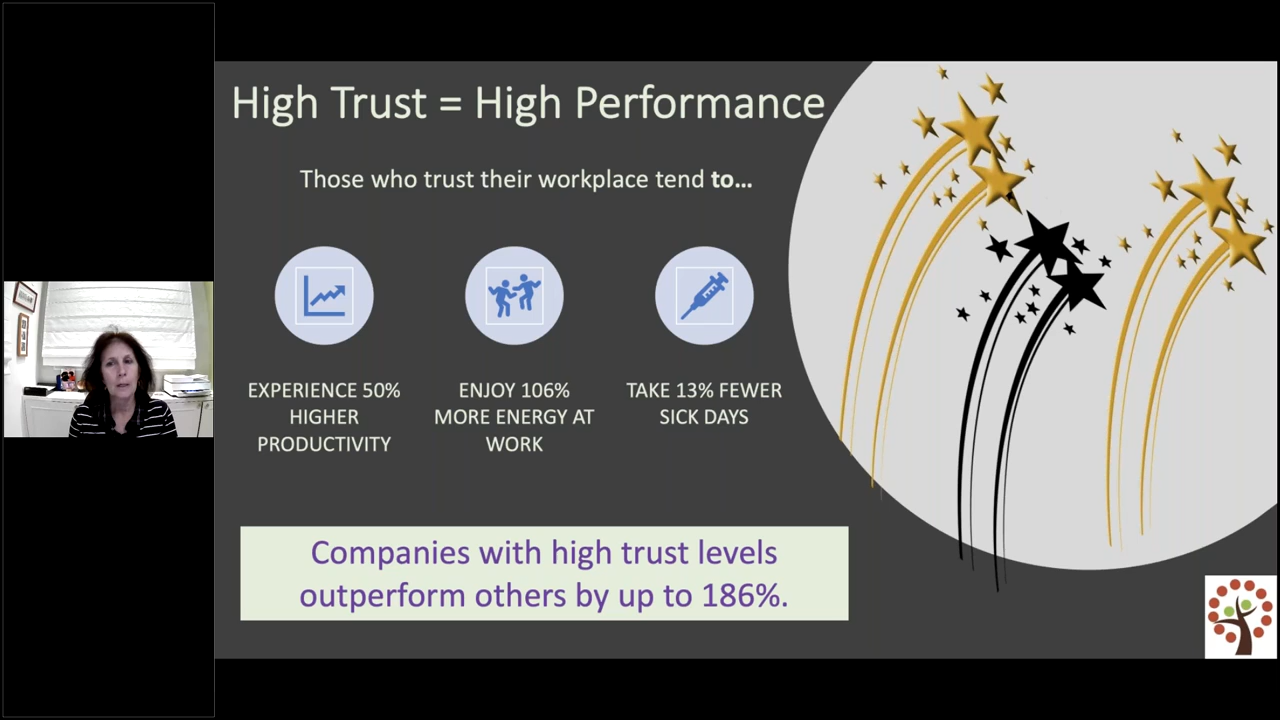 High Trust = High Performance
Those who trust their workplace tend to...
EXPERIENCE 50%
HIGHER
PRODUCTIVITY
ENJOY 106%
MORE ENERGY AT
WORK
TAKE 13% FEWER
SICK DAYS
Companies with high trust levels
outperform others by up to 186%.